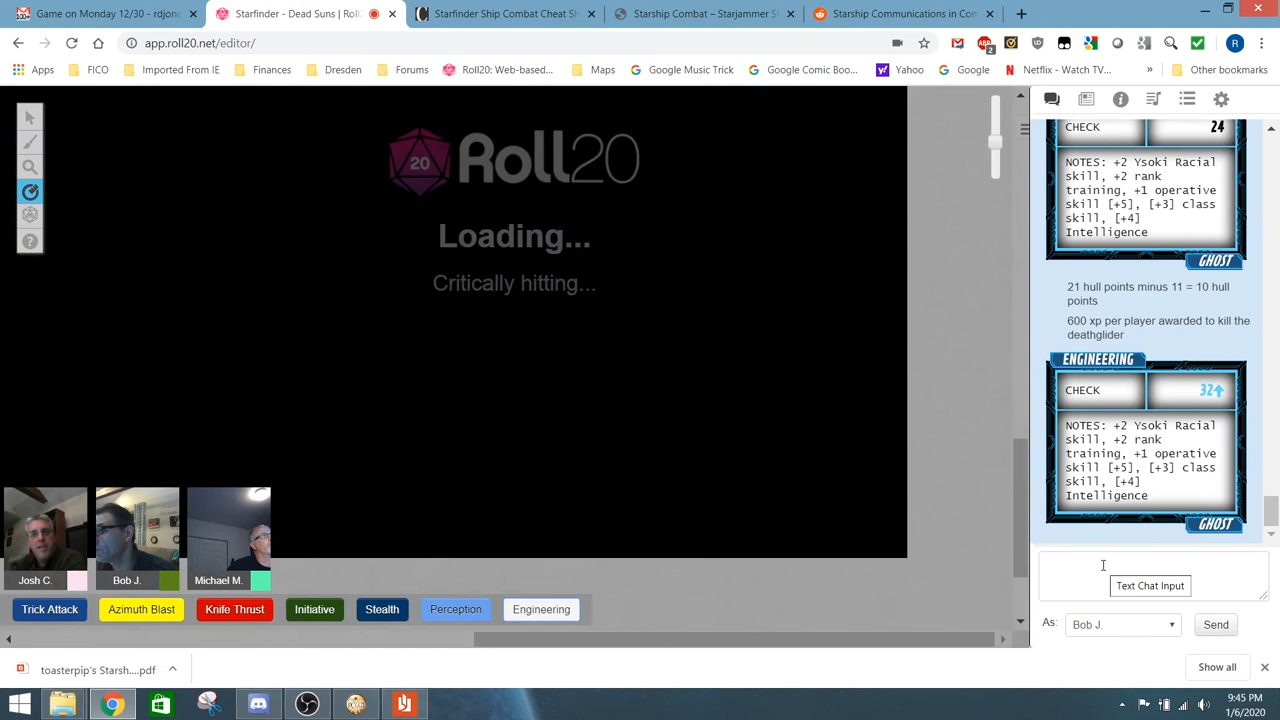 Game on Monday 12/30 - rdjone
Starfinder - Dead Suns | Roll
Starfinder Ship Combat Cheat Sh
Starship Combat – Starjammer S
Starship Communications in Com
app.roll20.net/editor/
Apps
FICO
Imported From IE
Finances
Dresden
Forums
Roll20: Web-based...
Maps
Google Music Trick
Google Comic Boo...
Yahoo
Google
Netflix - Watch TV...
Other bookmarks
20 Roll20
Loading...
Critically hitting...
CHECK 24
NOTES: +2 Ysoki Racial
skill, +2 rank
training, +1 operative
skill [+5], [+3] class
skill, [+4]
Intelligence
GHOST
21 hull points minus 11 = 10 hull
points
600 xp per player awarded to kill the
deathglider
ENGINEERING
CHECK 32
NOTES: +2 Ysoki Racial
skill, +2 rank
training, +1 operative
skill [+5], [+3] class
skill, [+4]
Intelligence
GHOST
Text Chat Input
As: Bob J. Send
Josh C. Bob J. Michael M.
Trick Attack Azimuth Blast Knife Thrust Initiative Stealth Perception Engineering
toasterpip's Starsh....pdf
Show all
9:45 PM
1/6/2020